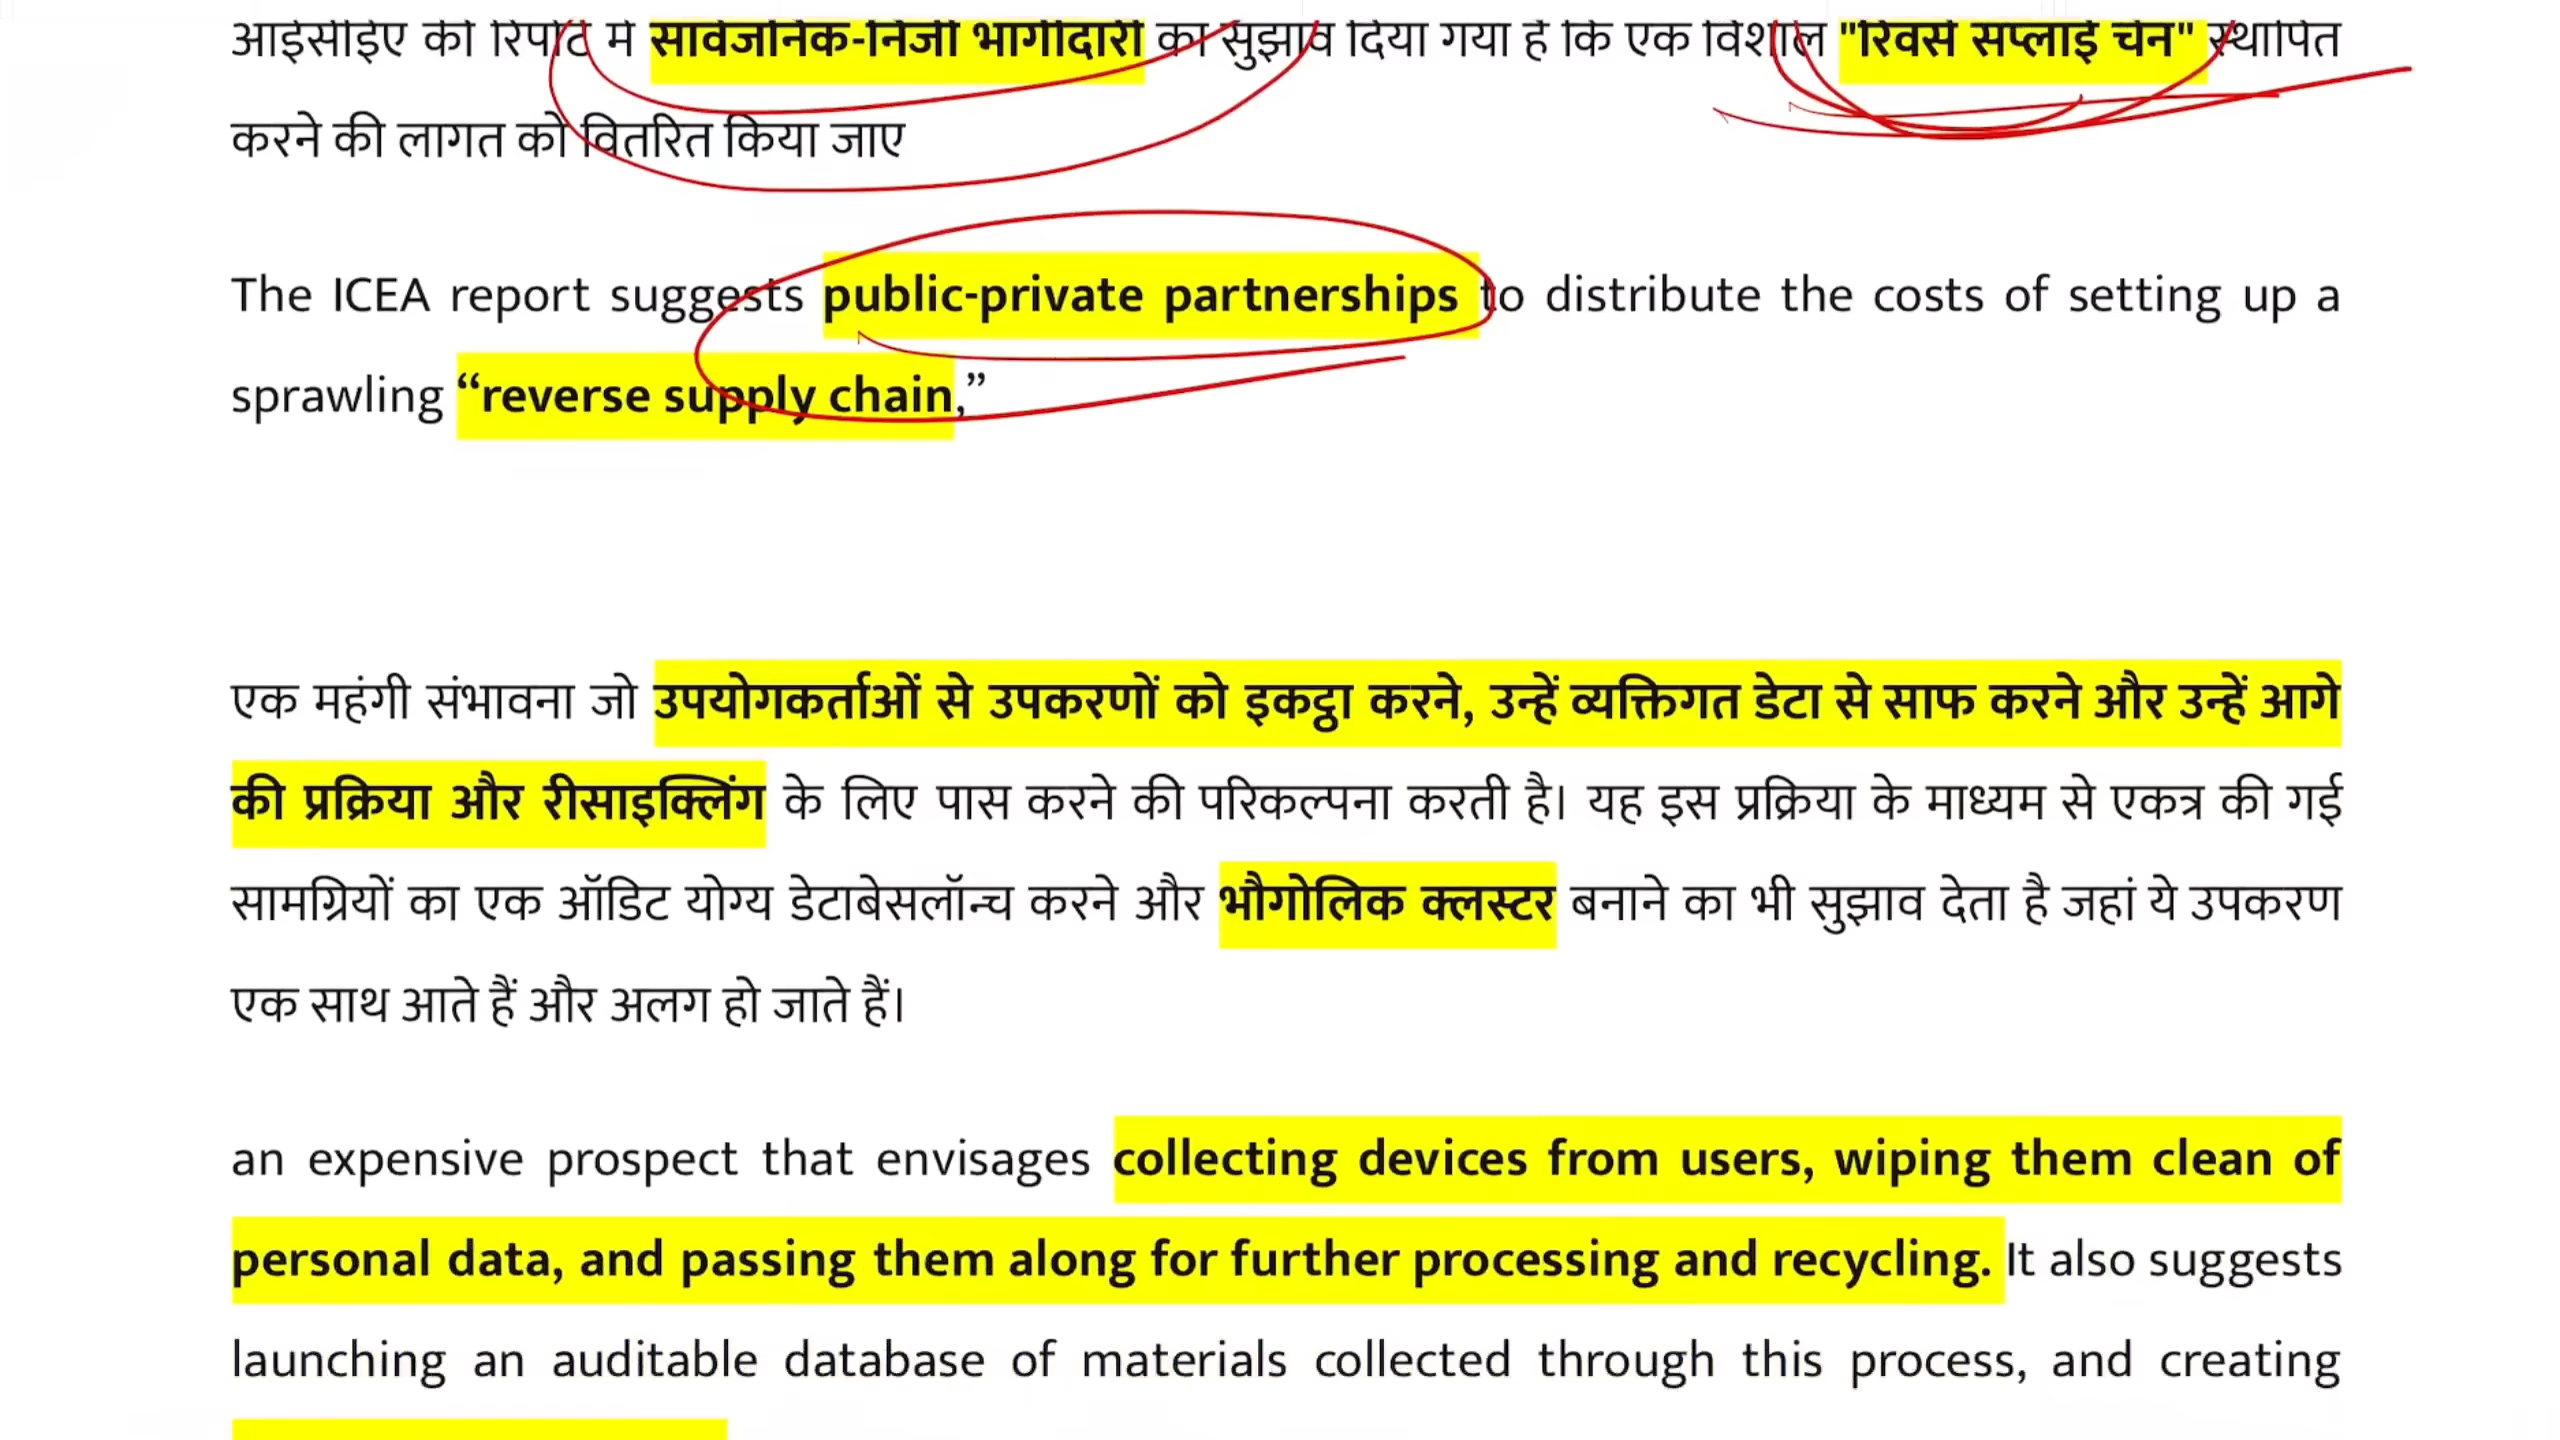 आईसीईए की रिपोर्ट में सार्वजनिक-निजी भागीदारी का सुझाव दिया गया है कि एक विशाल "रिवर्स सप्लाई चेन" स्थापित
करने की लागत को वितरित किया जाए
The ICEA report suggests public-private partnerships to distribute the costs of setting up a
sprawling “reverse supply chain,”
एक महंगी संभावना जो उपयोगकर्ताओं से उपकरणों को इकट्ठा करने, उन्हें व्यक्तिगत डेटा से साफ करने और उन्हें आगे
की प्रक्रिया और रीसाइक्लिंग के लिए पास करने की परिकल्पना करती है। यह इस प्रक्रिया के माध्यम से एकत्र की गई
सामग्रियों का एक ऑडिट योग्य डेटाबेसलॉन्च करने और भौगोलिक क्लस्टर बनाने का भी सुझाव देता है जहां ये उपकरण
एक साथ आते हैं और अलग हो जाते हैं।
an expensive prospect that envisages collecting devices from users, wiping them clean of
personal data, and passing them along for further processing and recycling. It also suggests
launching an auditable database of materials collected through this process, and creating